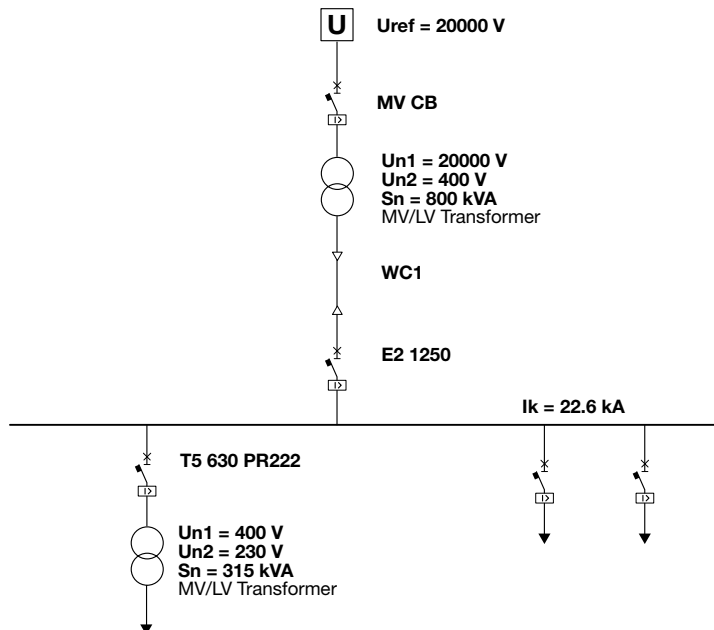 U
Uref = 20000 V
MV CB
I>
Un1 = 20000 V
Un2 = 400 V
Sn = 800 kVA
MV/LV Transformer
WC1
E2 1250
I>
Ik = 22.6 kA
T5 630 PR222
I>
I>
I>
Un1 = 400 V
Un2 = 230 V
Sn = 315 kVA
MV/LV Transformer